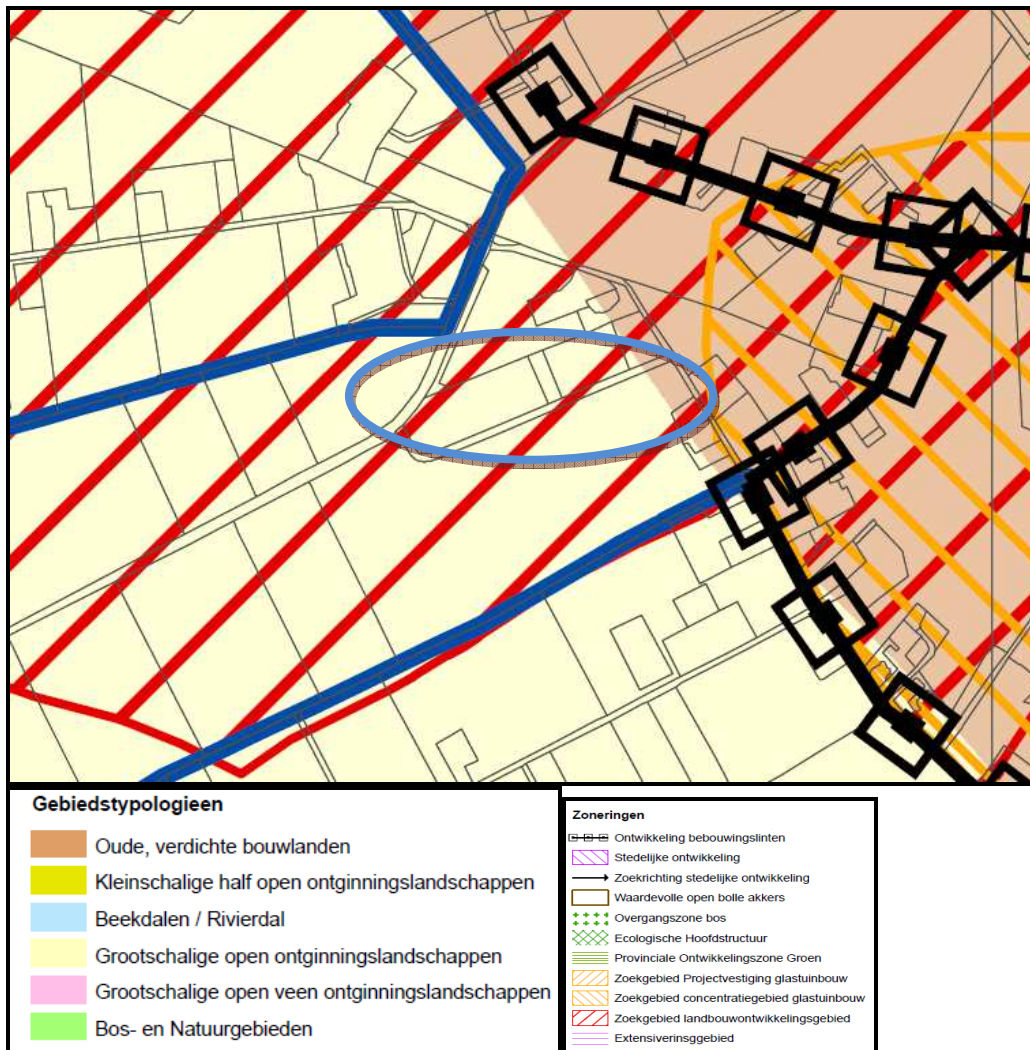 Gebiedstypologieen
Oude, verdichte bouwlanden
Kleinschalige half open ontginningslandschappen
Beekdalen / Rivierdal
Grootschalige open ontginningslandschappen
Grootschalige open veen ontginningslandschappen
Bos- en Natuurgebieden
Zoneringen
Ontwikkeling bebouwingslinten
Stedelijke ontwikkeling
Zoekrichting stedelijke ontwikkeling
Waardevolle open bolle akkers
Overgangszone bos
Ecologische Hoofdstructuur
Provinciale Ontwikkelingszone Groen
Zoekgebied Projectvestiging glastuinbouw
Zoekgebied concentratiegebied glastuinbouw
Zoekgebied landbouwontwikkelingsgebied
Extensiverinsggebied